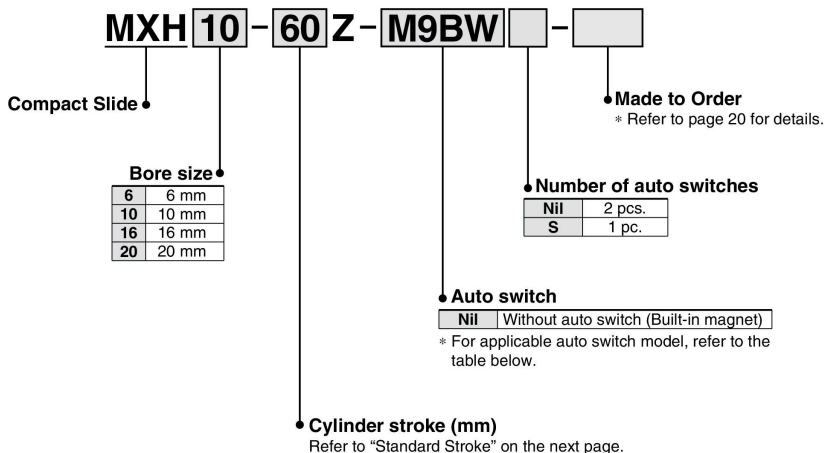 MXH 10 - 60 Z - M9BW -
Compact Slide
Made to Order
* Refer to page 20 for details.
Bore size
6 6 mm
10 10 mm
16 16 mm
20 20 mm
Number of auto switches
Nil 2 pcs.
S 1 pc.
Auto switch
Nil Without auto switch (Built-in magnet)
* For applicable auto switch model, refer to the
table below.
Cylinder stroke (mm)
Refer to “Standard Stroke” on the next page.